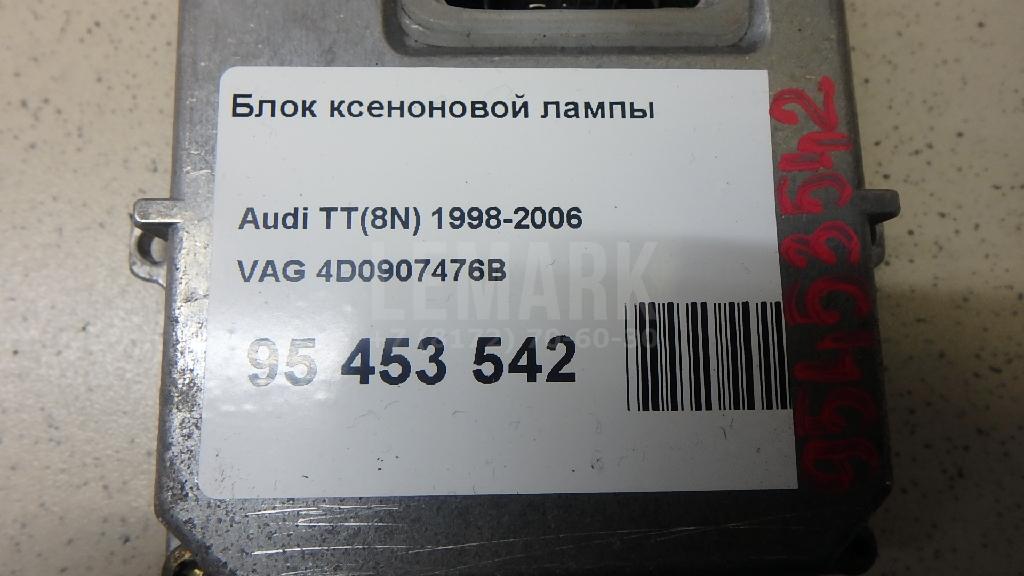 Блок ксеноновой лампы
Audi TT(8N) 1998-2006
VAG 4D0907476B
LEMARK
95 453 542
95453542